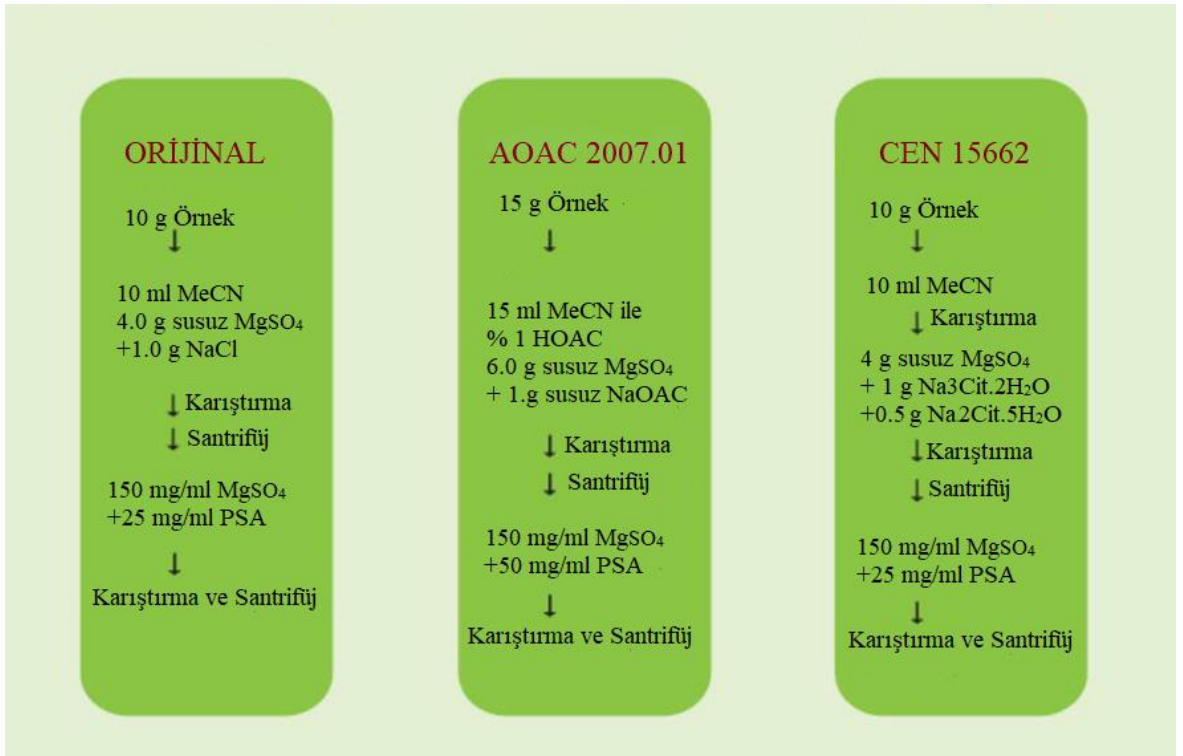 ORİJİNAL
10 g Örnek
↓
10 ml MeCN
4.0 g susuz MgSO₄
+1.0 g NaCl
↓ Karıştırma
↓ Santrifüj
150 mg/ml MgSO₄
+25 mg/ml PSA
↓
Karıştırma ve Santrifüj
AOAC 2007.01
15 g Örnek
↓
15 ml MeCN ile
% 1 HOAC
6.0 g susuz MgSO₄
+ 1.g susuz NaOAC
↓ Karıştırma
↓ Santrifüj
150 mg/ml MgSO₄
+50 mg/ml PSA
↓
Karıştırma ve Santrifüj
CEN 15662
10 g Örnek
↓
10 ml MeCN
↓ Karıştırma
4 g susuz MgSO₄
+ 1 g Na3Cit.2H₂O
+0.5 g Na2Cit.5H₂O
↓Karıştırma
↓Santrifüj
150 mg/ml MgSO₄
+25 mg/ml PSA
↓
Karıştırma ve Santrifüj